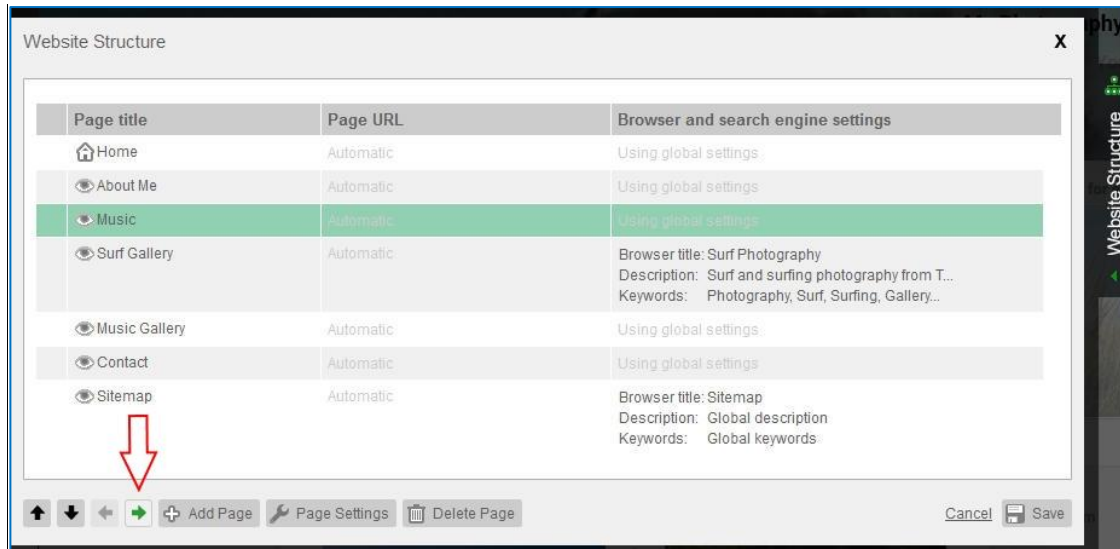 phy
Website Structure
X
Page title Page URL Browser and search engine settings
Home Automatic Using global settings
About Me Automatic Using global settings
Music Automatic Using global settings
Surf Gallery Automatic Browser title: Surf Photography
Description: Surf and surfing photography from T...
Keywords: Photography, Surf, Surfing, Gallery...
Music Gallery Automatic Using global settings
Contact Automatic Using global settings
Sitemap Automatic Browser title: Sitemap
Description: Global description
Keywords: Global keywords
Add Page Page Settings Delete Page Cancel Save
Website Structure